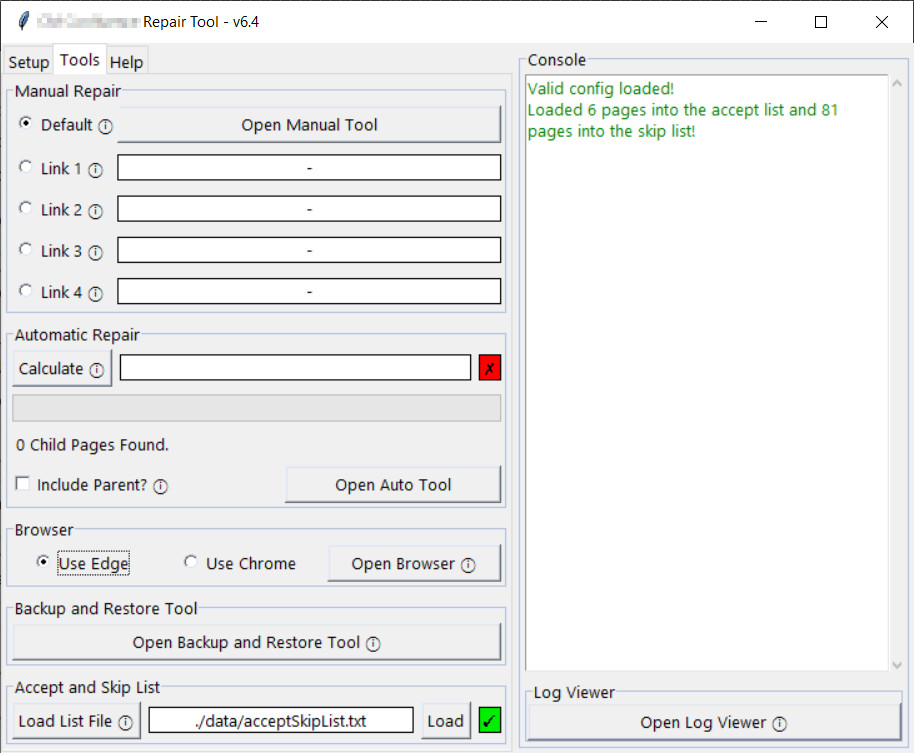 Repair Tool - v6.4
Setup Tools Help
Manual Repair
Default ⓘ Open Manual Tool
Link 1 ⓘ -
Link 2 ⓘ -
Link 3 ⓘ -
Link 4 ⓘ -
Automatic Repair
Calculate ⓘ ✗
0 Child Pages Found.
Include Parent? ⓘ Open Auto Tool
Browser
Use Edge Use Chrome Open Browser ⓘ
Backup and Restore Tool
Open Backup and Restore Tool ⓘ
Accept and Skip List
Load List File ⓘ ./data/acceptSkipList.txt Load ✓
Console
Valid config loaded!
Loaded 6 pages into the accept list and 81
pages into the skip list!
Log Viewer
Open Log Viewer ⓘ